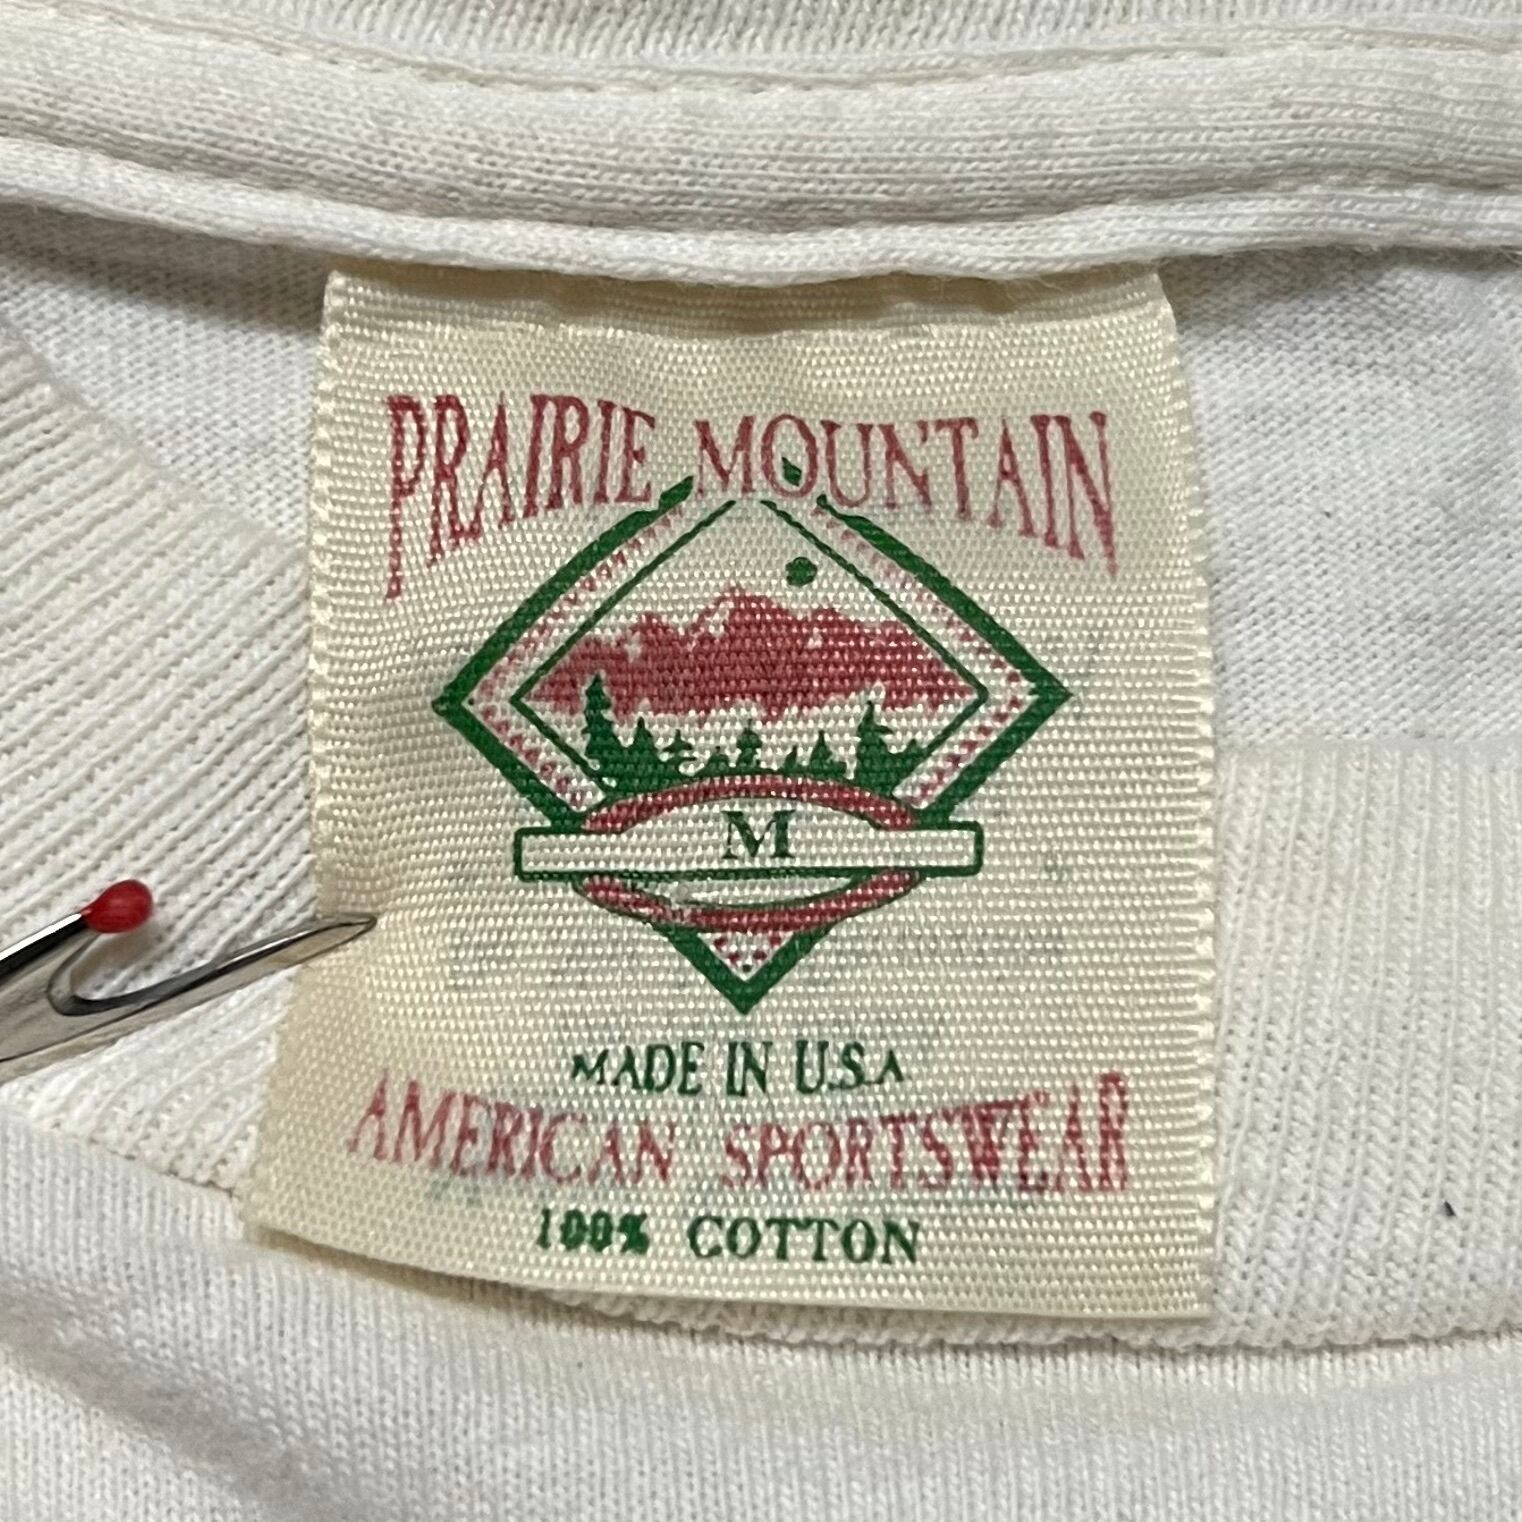 PRAIRIE MOUNTAIN
M
MADE IN U.S.A
AMERICAN SPORTSWEAR
100% COTTON